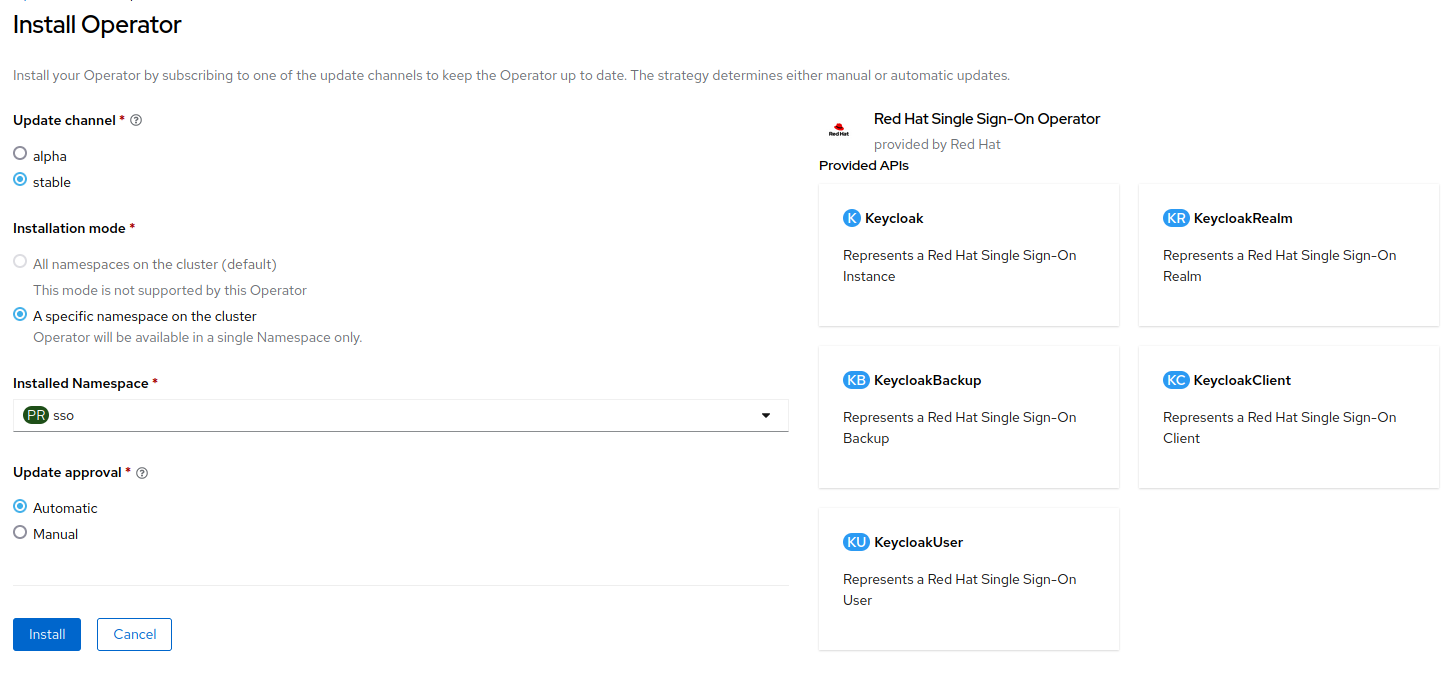 Install Operator
Install your Operator by subscribing to one of the update channels to keep the Operator up to date. The strategy determines either manual or automatic updates.
Update channel *
alpha
stable
Installation mode *
All namespaces on the cluster (default)
This mode is not supported by this Operator
A specific namespace on the cluster
Operator will be available in a single Namespace only.
Installed Namespace *
PR sso
Update approval *
Automatic
Manual
Install Cancel
Red Hat
Red Hat Single Sign-On Operator
provided by Red Hat
Provided APIs
K Keycloak
Represents a Red Hat Single Sign-On
Instance
KR KeycloakRealm
Represents a Red Hat Single Sign-On
Realm
KB KeycloakBackup
Represents a Red Hat Single Sign-On
Backup
KC KeycloakClient
Represents a Red Hat Single Sign-On
Client
KU KeycloakUser
Represents a Red Hat Single Sign-On
User